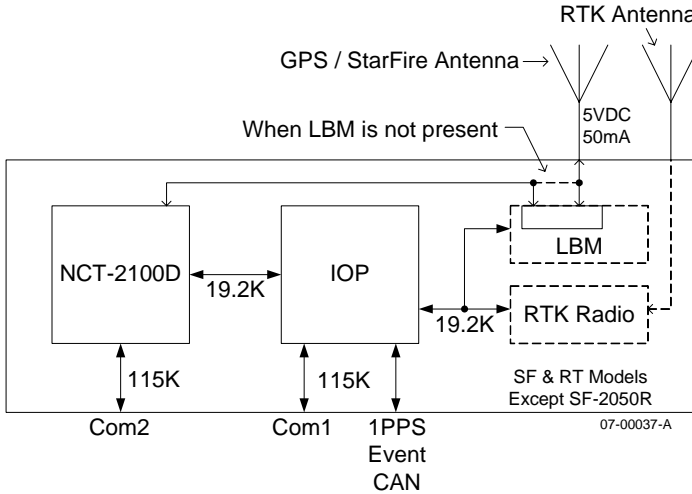 RTK Antenna
GPS / StarFire Antenna
5VDC
50mA
When LBM is not present
NCT-2100D
IOP
LBM
19.2K
19.2K
RTK Radio
115K
115K
SF & RT Models
Except SF-2050R
07-00037-A
Com2
Com1
1PPS
Event
CAN